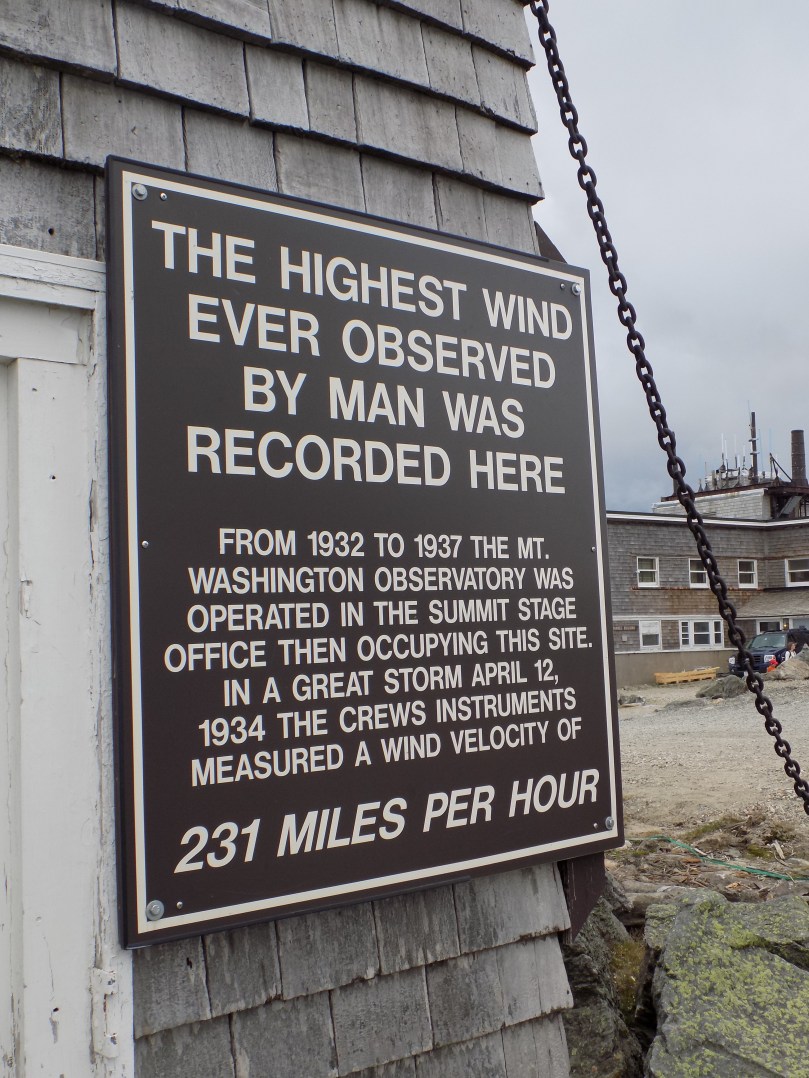 THE HIGHEST WIND
EVER OBSERVED
BY MAN WAS
RECORDED HERE
FROM 1932 TO 1937 THE MT.
WASHINGTON OBSERVATORY WAS
OPERATED IN THE SUMMIT STAGE
OFFICE THEN OCCUPYING THIS SITE.
IN A GREAT STORM APRIL 12,
1934 THE CREWS INSTRUMENTS
MEASURED A WIND VELOCITY OF
231 MILES PER HOUR